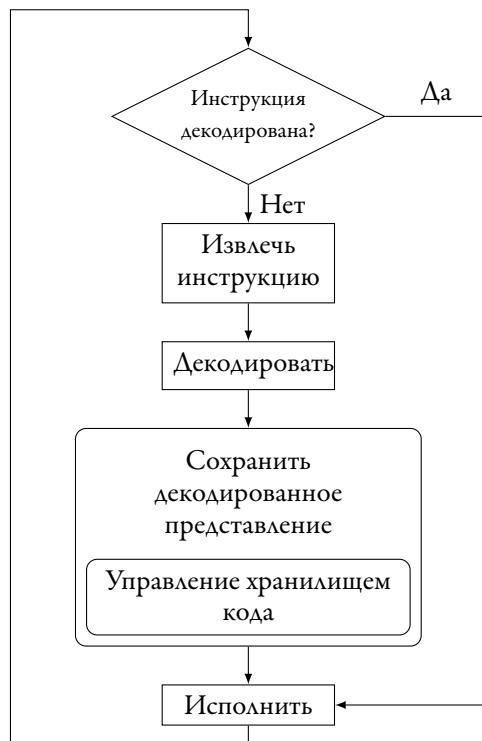 Инструкция
декодирована?
Да
Нет
Извлечь
инструкцию
Декодировать
Сохранить
декодированное
представление
Управление хранилищем
кода
Исполнить